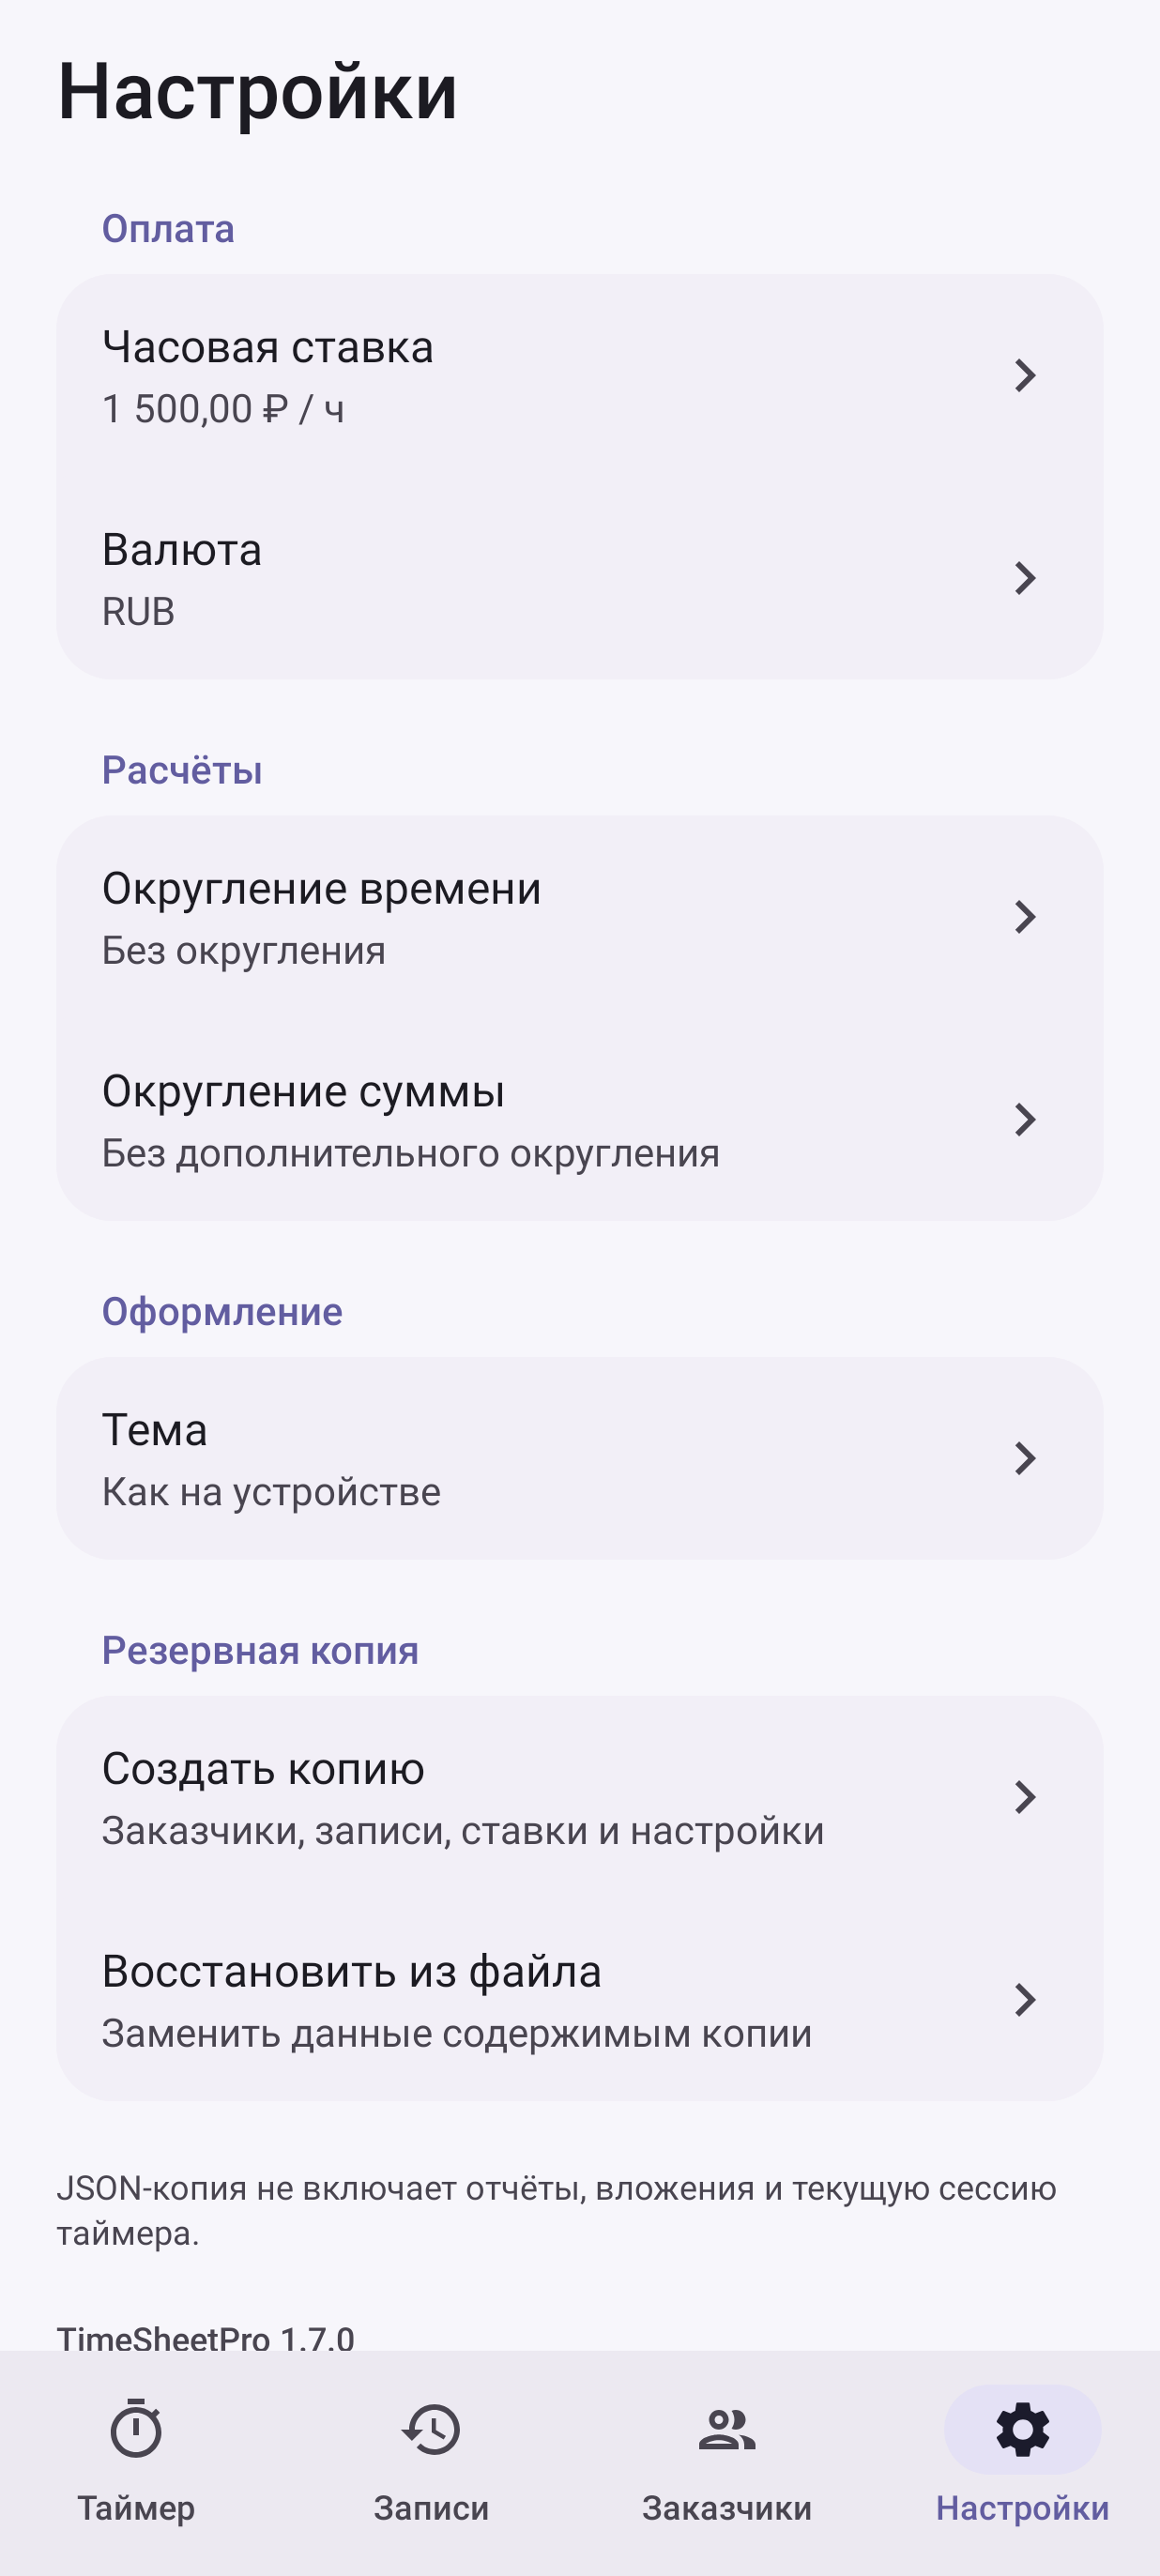 Настройки
Оплата
Часовая ставка
1 500,00 ₽ / ч
Валюта
RUB
Расчёты
Округление времени
Без округления
Округление суммы
Без дополнительного округления
Оформление
Тема
Как на устройстве
Резервная копия
Создать копию
Заказчики, записи, ставки и настройки
Восстановить из файла
Заменить данные содержимым копии
JSON-копия не включает отчёты, вложения и текущую сессию
таймера.
TimeSheetPro 1.7.0
Таймер
Записи
Заказчики
Настройки